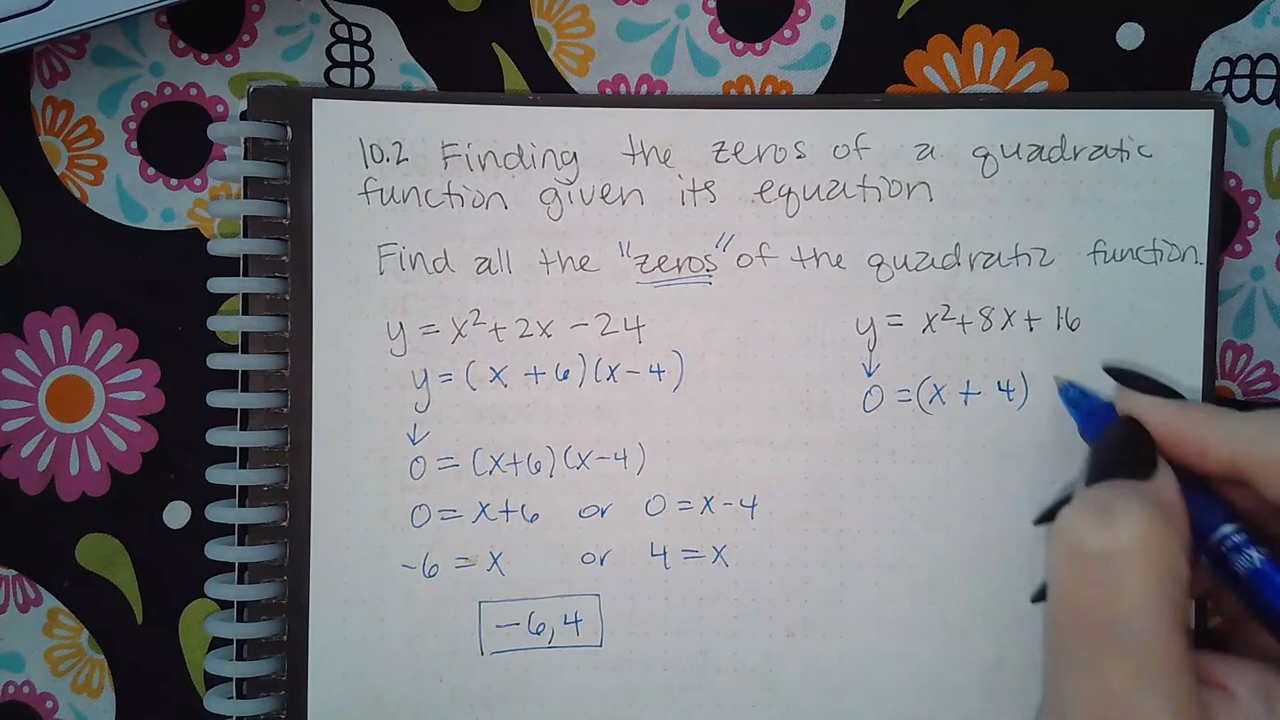 10.2 Finding the zeros of a quadratic
function given its equation
Find all the "zeros" of the quadratic function.
y = x²+2x -24
y = (x +6)(x-4)
↓
0 = (x+6)(x-4)
0 = x+6 or 0 = x-4
-6 = x or 4 = x
-6,4
y = x²+8x+16
↓
0 =(x + 4)